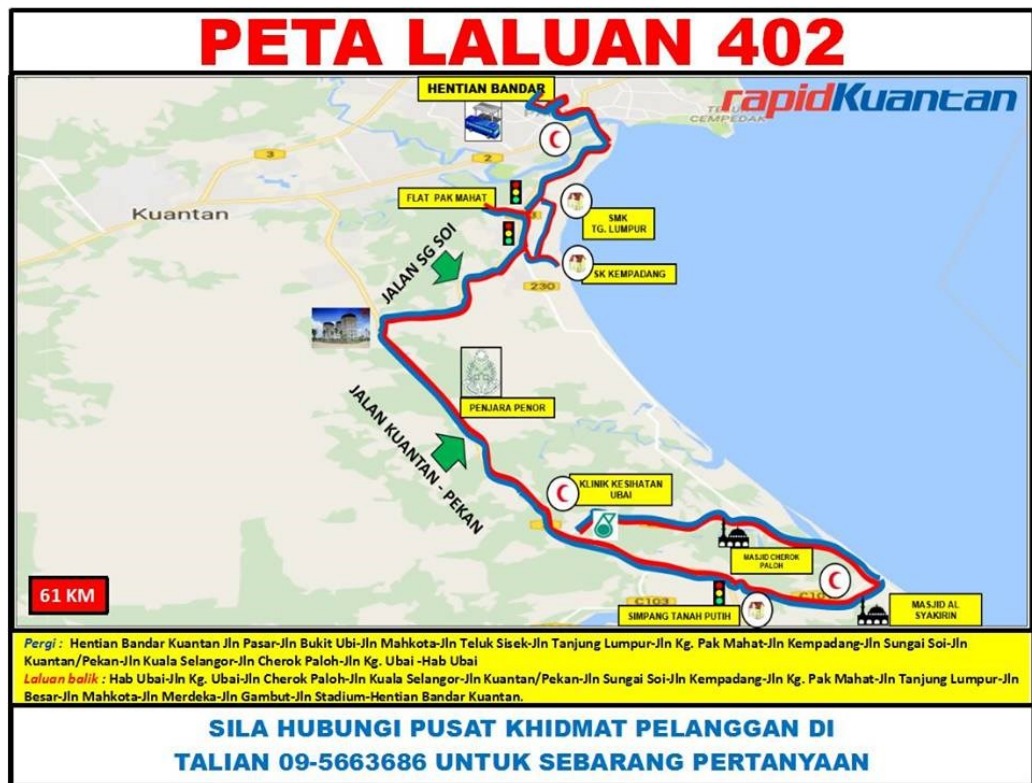 PETA LALUAN 402
HENTIAN BANDAR
rapidKuantan
CEMPEDAK
3
2
Kuantan
FLAT PAK MAHAT
SMK
TG. LUMPUR
JALAN SG SOI
SK KEMPADANG
230
PENJARA PENOR
JALAN KUANTAN - PEKAN
KLINIK KESIHATAN
UBAI
MASJID CHEROK
PALOH
61 KM
C103
SIMPANG TANAH PUTIH
MASJID AL
SYAKIRIN
Pergi : Hentian Bandar Kuantan Jln Pasar-Jln Bukit Ubi-Jln Mahkota-Jln Teluk Sisek-Jln Tanjung Lumpur-Jln Kg. Pak Mahat-Jln Kempadang-Jln Sungai Soi-Jln
Kuantan/Pekan-Jln Kuala Selangor-Jln Cherok Paloh-Jln Kg. Ubai -Hab Ubai
Laluan balik : Hab Ubai-Jln Kg. Ubai-Jln Cherok Paloh-Jln Kuala Selangor-Jln Kuantan/Pekan-Jln Sungai Soi-Jln Kempadang-Jln Kg. Pak Mahat-Jln Tanjung Lumpur-Jln
Besar-Jln Mahkota-Jln Merdeka-Jln Gambut-Jln Stadium-Hentian Bandar Kuantan.
SILA HUBUNGI PUSAT KHIDMAT PELANGGAN DI
TALIAN 09-5663686 UNTUK SEBARANG PERTANYAAN